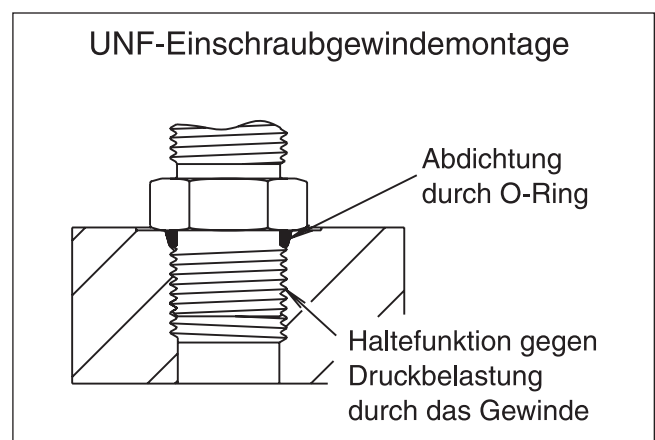 UNF-Einschraubgewindemontage
Abdichtung
durch O-Ring
Haltefunktion gegen
Druckbelastung
durch das Gewinde